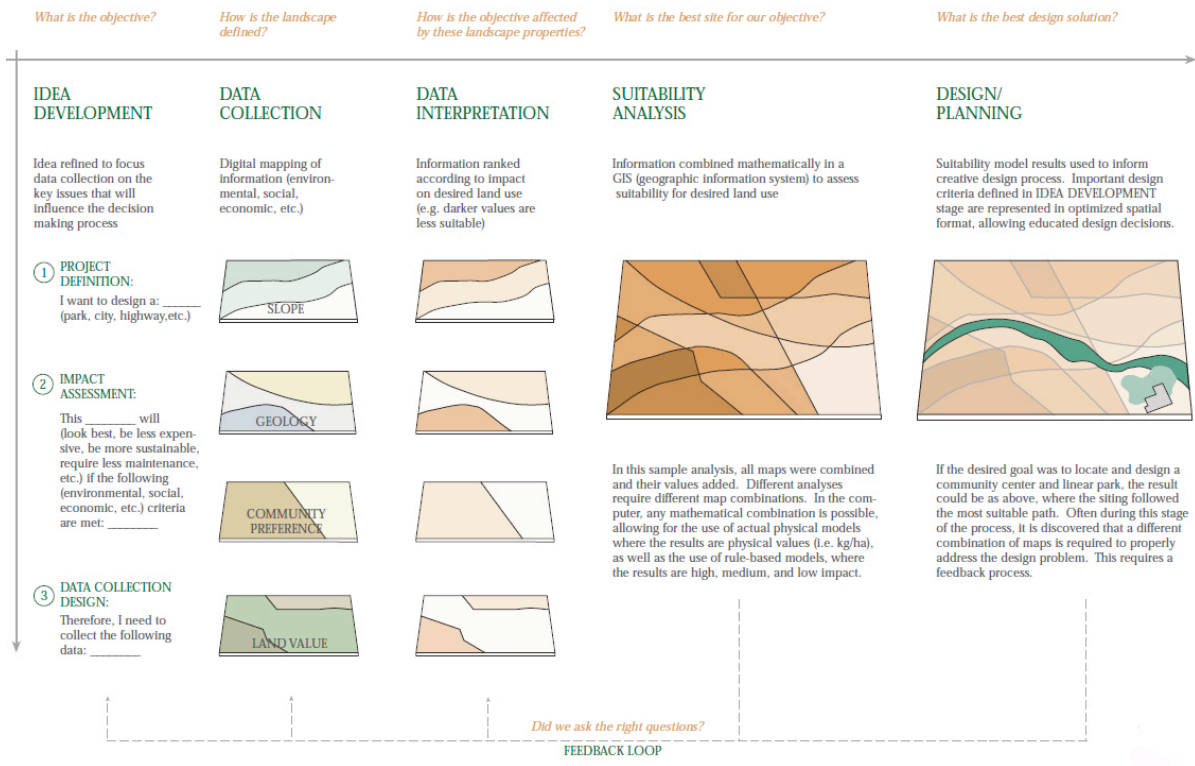 What is the objective?
How is the landscape
defined?
How is the objective affected
by these landscape properties?
What is the best site for our objective?
What is the best design solution?
IDEA
DEVELOPMENT
Idea refined to focus
data collection on the
key issues that will
influence the decision
making process
1 PROJECT
DEFINITION:
I want to design a: ______
(park, city, highway,etc.)
2 IMPACT
ASSESSMENT:
This ________ will
(look best, be less expen-
sive, be more sustainable,
require less maintenance,
etc.) if the following
(environmental, social,
economic, etc.) criteria
are met: ________
3 DATA COLLECTION
DESIGN:
Therefore, I need to
collect the following
data: ________
DATA
COLLECTION
Digital mapping of
information (environ-
mental, social,
economic, etc.)
SLOPE
GEOLOGY
COMMUNITY
PREFERENCE
LAND VALUE
DATA
INTERPRETATION
Information ranked
according to impact
on desired land use
(e.g. darker values are
less suitable)
SUITABILITY
ANALYSIS
Information combined mathematically in a
GIS (geographic information system) to assess
suitability for desired land use
In this sample analysis, all maps were combined
and their values added. Different analyses
require different map combinations. In the com-
puter, any mathematical combination is possible,
allowing for the use of actual physical models
where the results are physical values (i.e. kg/ha),
as well as the use of rule-based models, where
the results are high, medium, and low impact.
DESIGN/
PLANNING
Suitability model results used to inform
creative design process. Important design
criteria defined in IDEA DEVELOPMENT
stage are represented in optimized spatial
format, allowing educated design decisions.
If the desired goal was to locate and design a
community center and linear park, the result
could be as above, where the siting followed
the most suitable path. Often during this stage
of the process, it is discovered that a different
combination of maps is required to properly
address the design problem. This requires a
feedback process.
Did we ask the right questions?
FEEDBACK LOOP